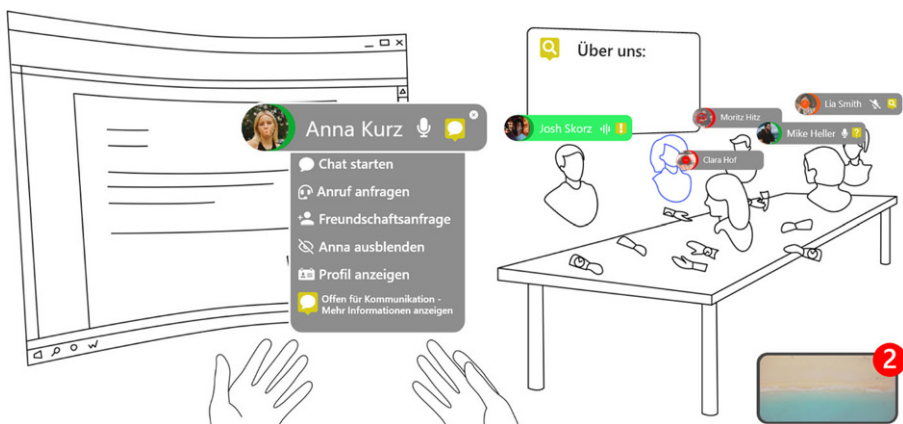 Über uns:
Anna Kurz
Chat starten
Anruf anfragen
Freundschaftsanfrage
Anna ausblenden
Profil anzeigen
Offen für Kommunikation -
Mehr Informationen anzeigen
Josh Skorz
!
Moritz Hitz
Lia Smith
Mike Heller
?
Clara Hof
W
2